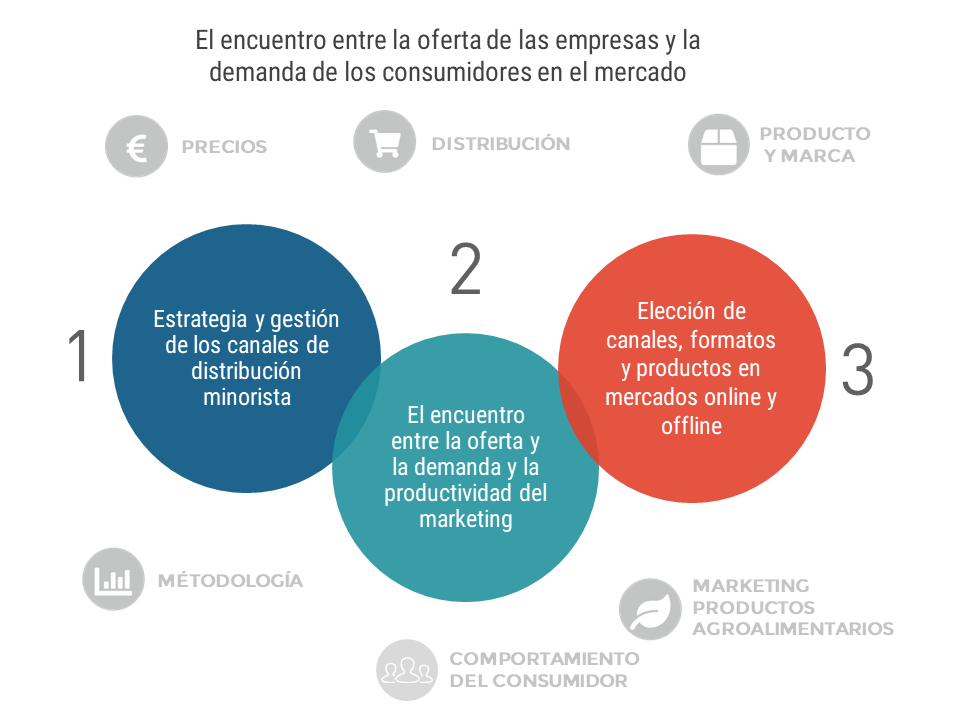 El encuentro entre la oferta de las empresas y la
demanda de los consumidores en el mercado
€
PRECIOS
DISTRIBUCIÓN
PRODUCTO
Y MARCA
1
Estrategia y gestión
de los canales de
distribución
minorista
2
El encuentro
entre la oferta y
la demanda y la
productividad del
marketing
Elección de
canales, formatos
y productos en
mercados online y
offline
3
MÉTODOLOGÍA
COMPORTAMIENTO
DEL CONSUMIDOR
MARKETING
PRODUCTOS
AGROALIMENTARIOS